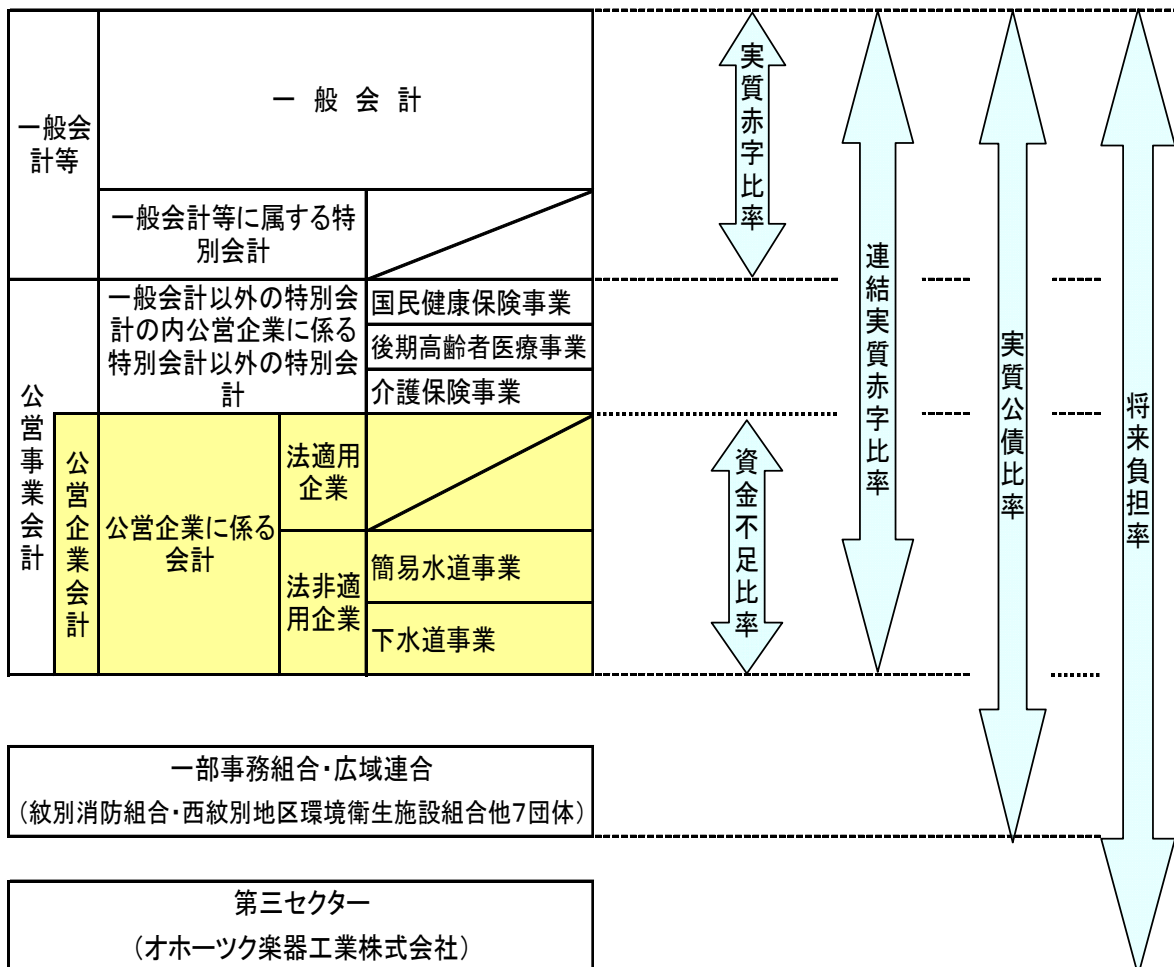 一般会
計等
一 般 会 計
一般会計等に属する特
別会計
公営事業会計
一般会計以外の特別会
計の内公営企業に係る
特別会計以外の特別会
計
国民健康保険事業
後期高齢者医療事業
介護保険事業
公営企業会計
公営企業に係る
会計
法適用
企業
法非適
用企業
簡易水道事業
下水道事業
実質赤字比率
資金不足比率
連結実質赤字比率
実質公債比率
将来負担率
一部事務組合・広域連合
(紋別消防組合・西紋別地区環境衛生施設組合他7団体)
第三セクター
(オホーツク楽器工業株式会社)